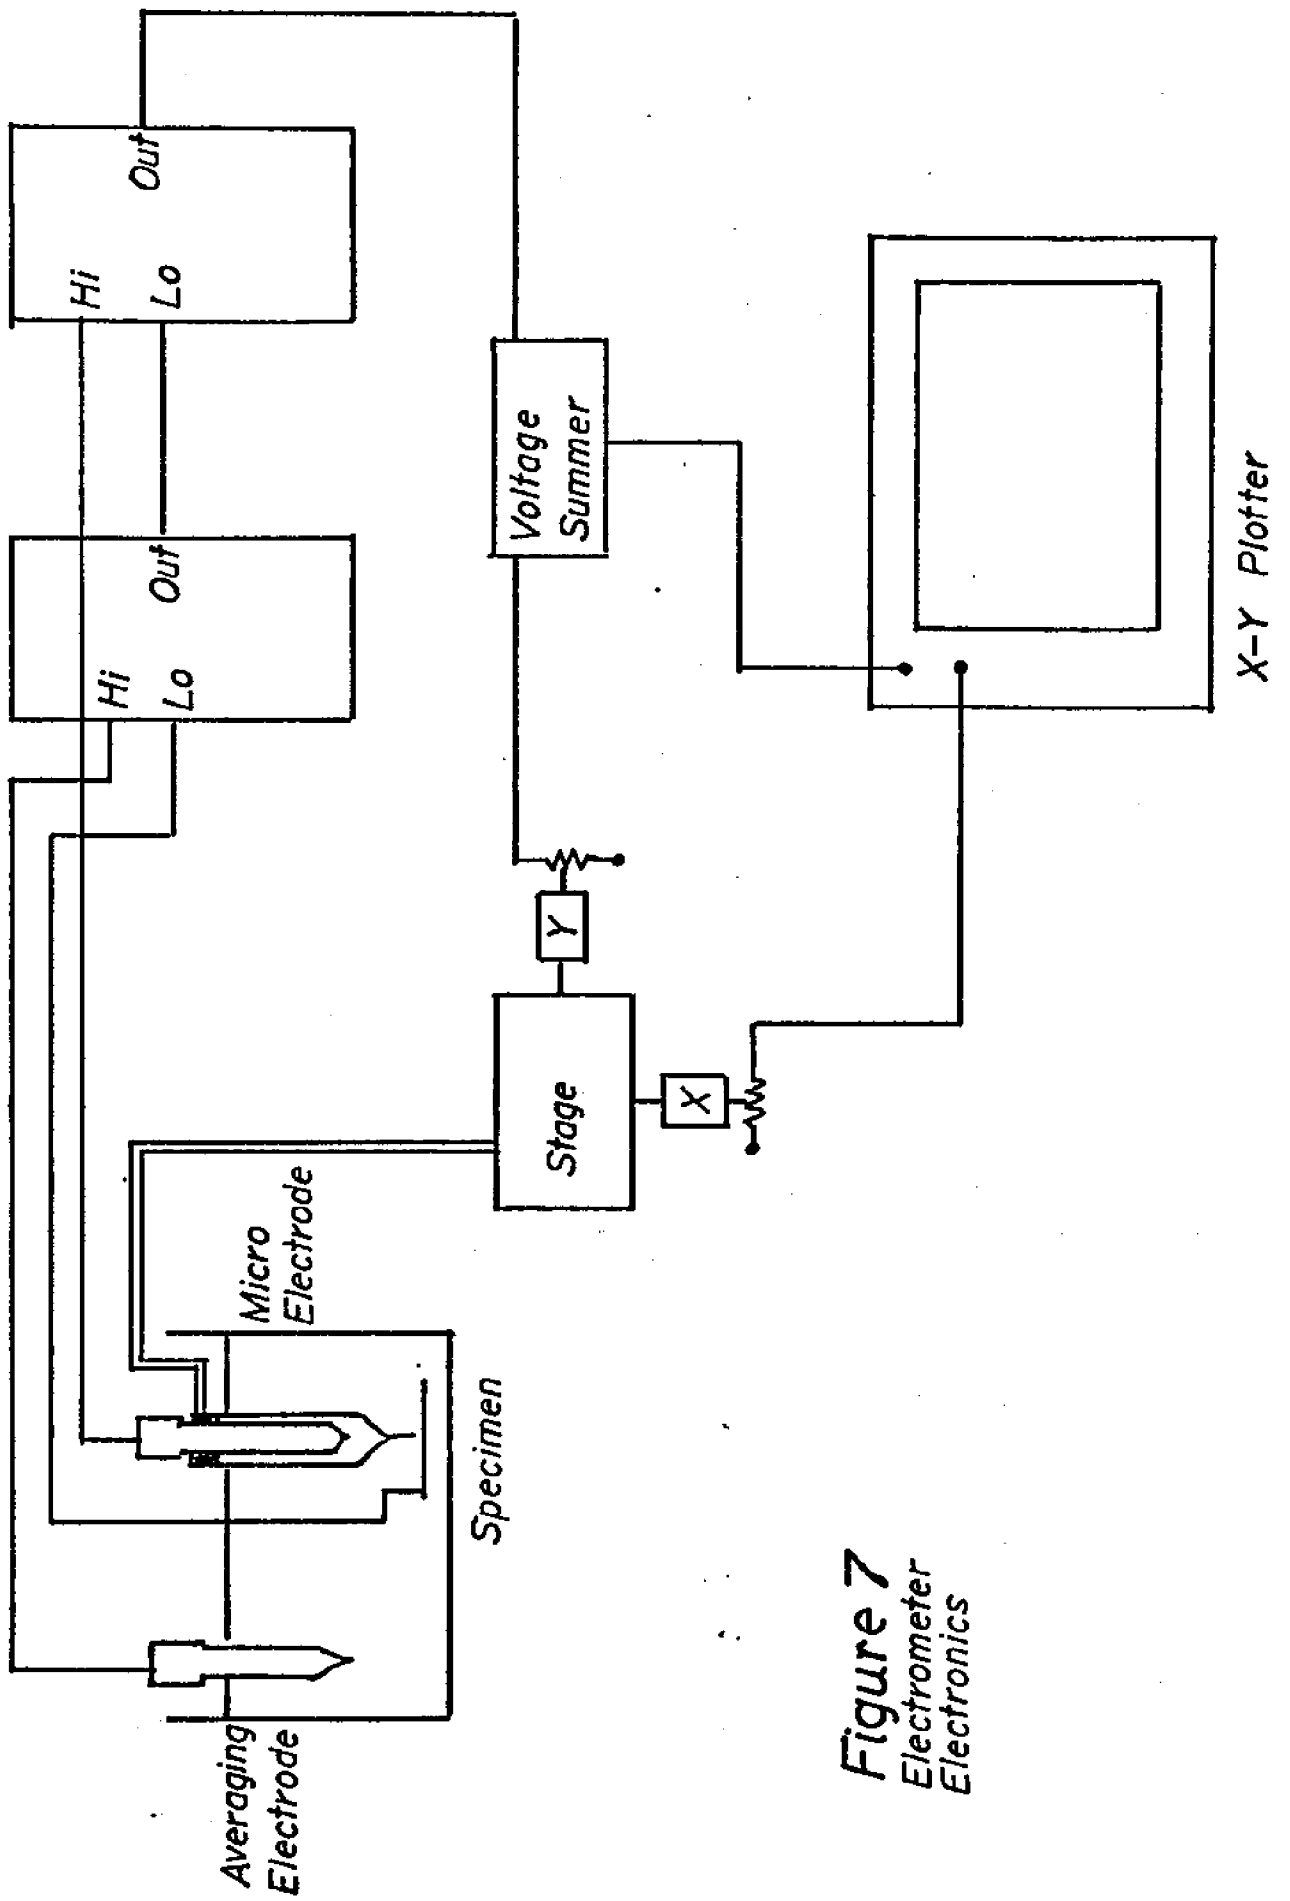 Hi
Lo
Out
Hi
Lo
Out
Averaging
Electrode
Micro
Electrode
Specimen
Stage
Y
X
Voltage
Summer
X-Y Plotter
Figure 7
Electrometer
Electronics